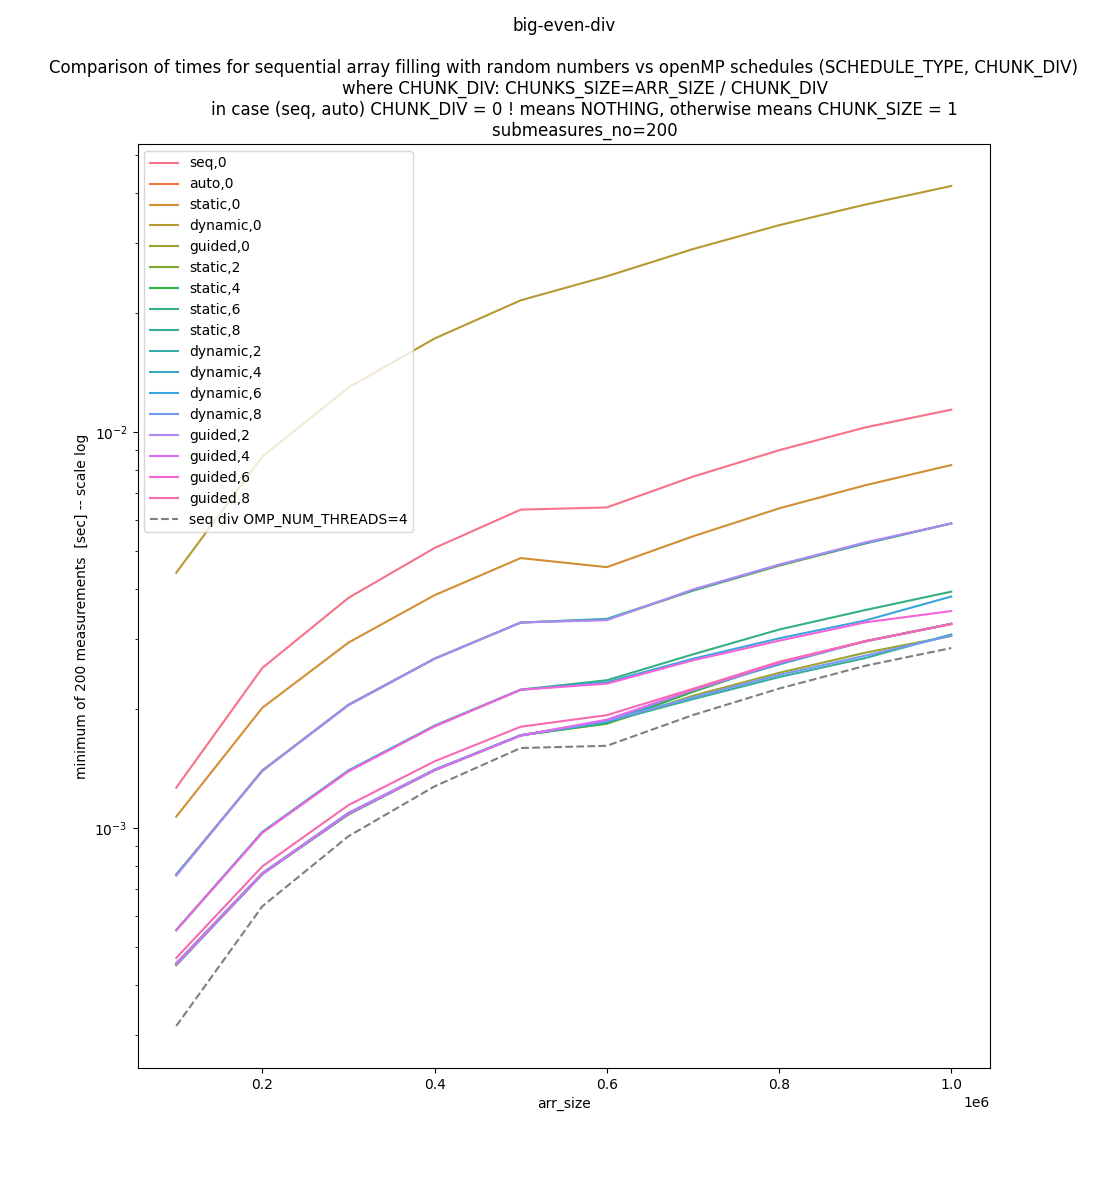 big-even-div
Comparison of times for sequential array filling with random numbers vs openMP schedules (SCHEDULE_TYPE, CHUNK_DIV)
where CHUNK_DIV: CHUNKS_SIZE=ARR_SIZE / CHUNK_DIV
in case (seq, auto) CHUNK_DIV = 0 ! means NOTHING, otherwise means CHUNK_SIZE = 1
submeasures_no=200
seq,0
auto,0
static,0
dynamic,0
guided,0
static,2
static,4
static,6
static,8
dynamic,2
dynamic,4
dynamic,6
dynamic,8
guided,2
guided,4
guided,6
guided,8
seq div OMP_NUM_THREADS=4
minimum of 200 measurements  [sec] -- scale log
10⁻²
10⁻³
0.2
0.4
0.6
0.8
1.0
1e6
arr_size